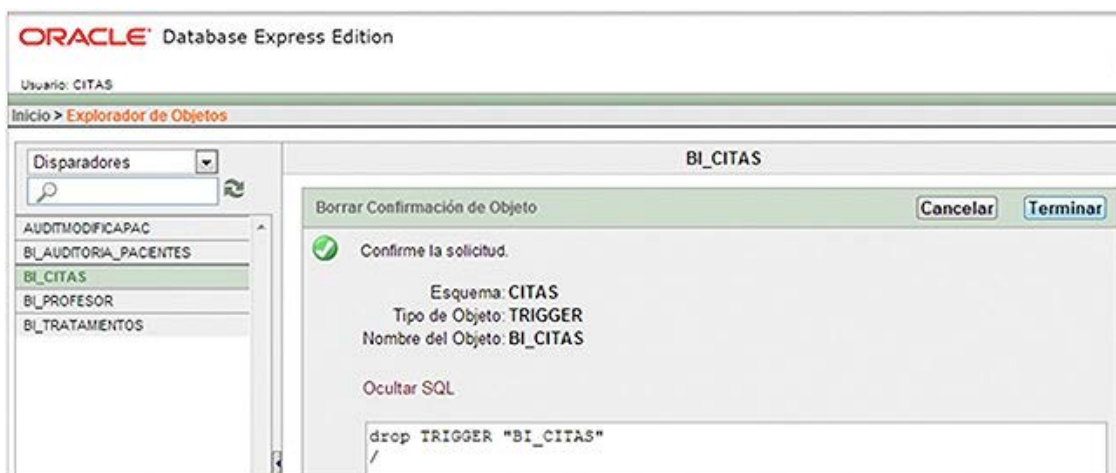 ORACLE Database Express Edition
Usuario: CITAS
Inicio > Explorador de Objetos
Disparadores
AUDITMODIFICAPAC
BI_AUDITORIA_PACIENTES
BI_CITAS
BI_PROFESOR
BI_TRATAMIENTOS
BI_CITAS
Borrar Confirmación de Objeto
Cancelar
Terminar
Confirme la solicitud.
Esquema: CITAS
Tipo de Objeto: TRIGGER
Nombre del Objeto: BI_CITAS
Ocultar SQL
drop TRIGGER "BI_CITAS"
/